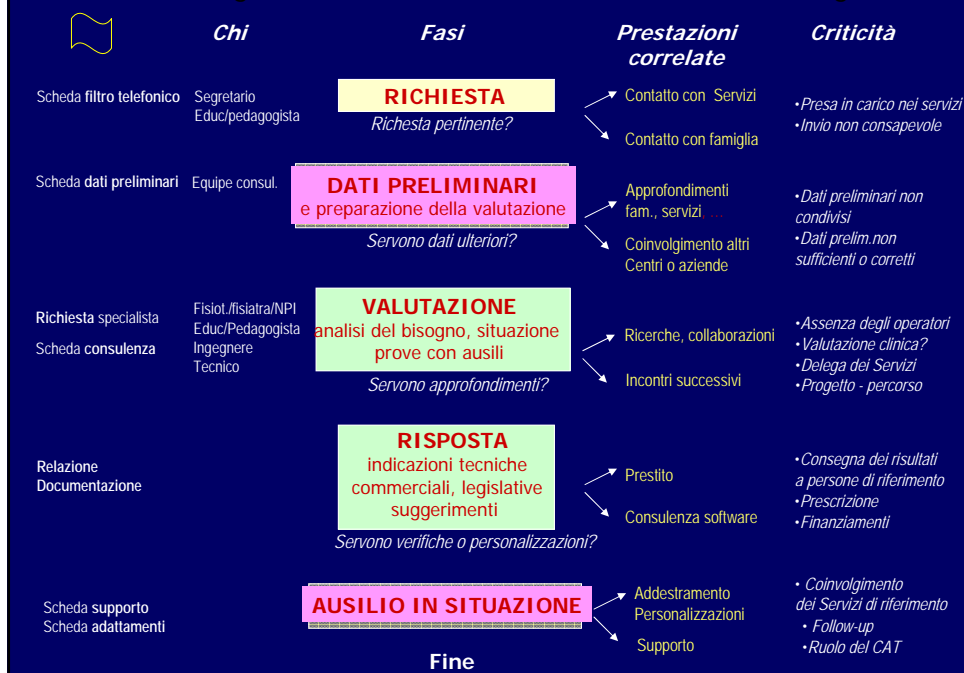 Chi
Fasi
Prestazioni
correlate
Criticità
Scheda filtro telefonico
Segretario
Educ/pedagogista
RICHIESTA
Richesta pertinente?
Contatto con Servizi
Contatto con famiglia
•Presa in carico nei servizi
•Invio non consapevole
Scheda dati preliminari
Equipe consul.
DATI PRELIMINARI
e preparazione della valutazione
Servono dati ulteriori?
Approfondimenti
fam., servizi, ...
Coinvolgimento altri
Centri o aziende
•Dati preliminari non
condivisi
•Dati prelim.non
sufficienti o corretti
Richiesta specialista
Scheda consulenza
Fisiot./fisiatra/NPI
Educ/Pedagogista
Ingegnere
Tecnico
VALUTAZIONE
analisi del bisogno, situazione
prove con ausili
Servono approfondimenti?
Ricerche, collaborazioni
Incontri successivi
•Assenza degli operatori
•Valutazione clinica?
•Delega dei Servizi
•Progetto - percorso
Relazione
Documentazione
RISPOSTA
indicazioni tecniche
commerciali, legislative
suggerimenti
Servono verifiche o personalizzazioni?
Prestito
Consulenza software
•Consegna dei risultati
a persone di riferimento
•Prescrizione
•Finanziamenti
Scheda supporto
Scheda adattamenti
AUSILIO IN SITUAZIONE
Addestramento
Personalizzazioni
Supporto
• Coinvolgimento
dei Servizi di riferimento
• Follow-up
•Ruolo del CAT
Fine